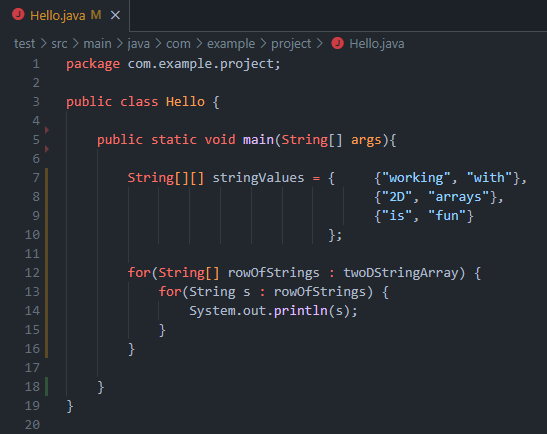 Hello.java M ×
test > src > main > java > com > example > project > Hello.java
1 package com.example.project;
2
3 public class Hello {
4
5 public static void main(String[] args){
6
7 String[][] stringValues = { {"working", "with"},
8 {"2D", "arrays"},
9 {"is", "fun"}
10 };
11
12 for(String[] rowOfStrings : twoDStringArray) {
13 for(String s : rowOfStrings) {
14 System.out.println(s);
15 }
16 }
17
18 }
19 }
20